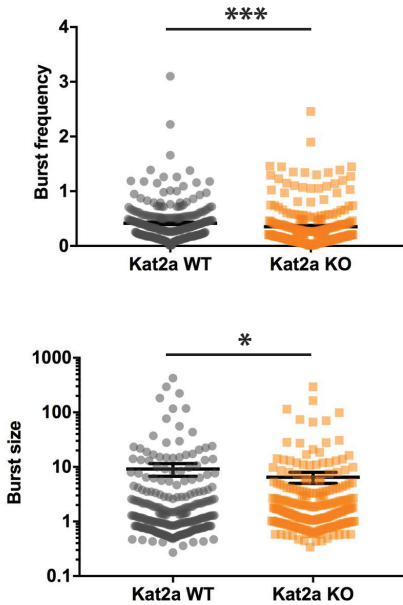 ***
Burst frequency
4
3
2
1
0
Kat2a WT
Kat2a KO
*
Burst size
1000
100
10
1
0.1
Kat2a WT
Kat2a KO